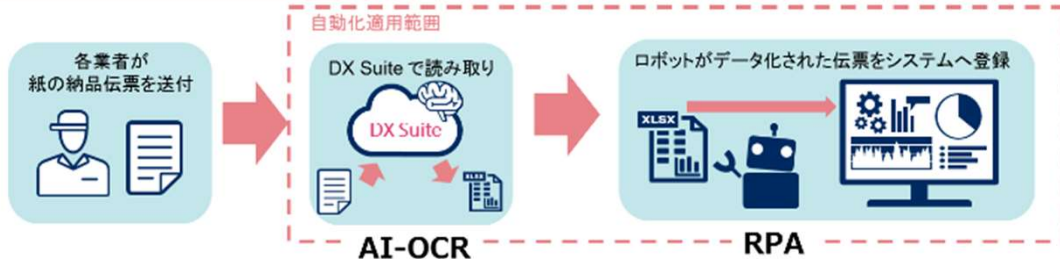 自動化適用範囲
各業者が
紙の納品伝票を送付
DX Suite で読み取り
DX Suite
XLSX
AI-OCR
ロボットがデータ化された伝票をシステムへ登録
XLSX
RPA